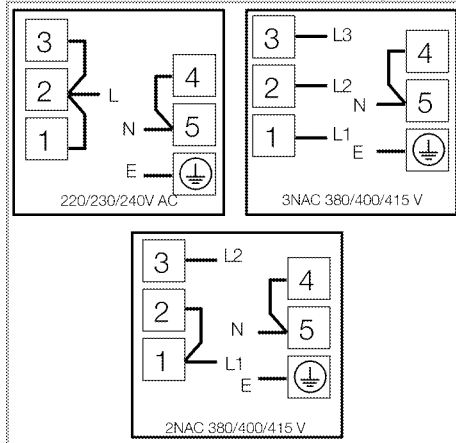 3
2 L 4
1 N 5
E
220/230/240V AC
3 L3 4
2 L2 N 5
1 L1 E
3NAC 380/400/415 V
3 L2 4
2 N 5
1 L1 E
2NAC 380/400/415 V